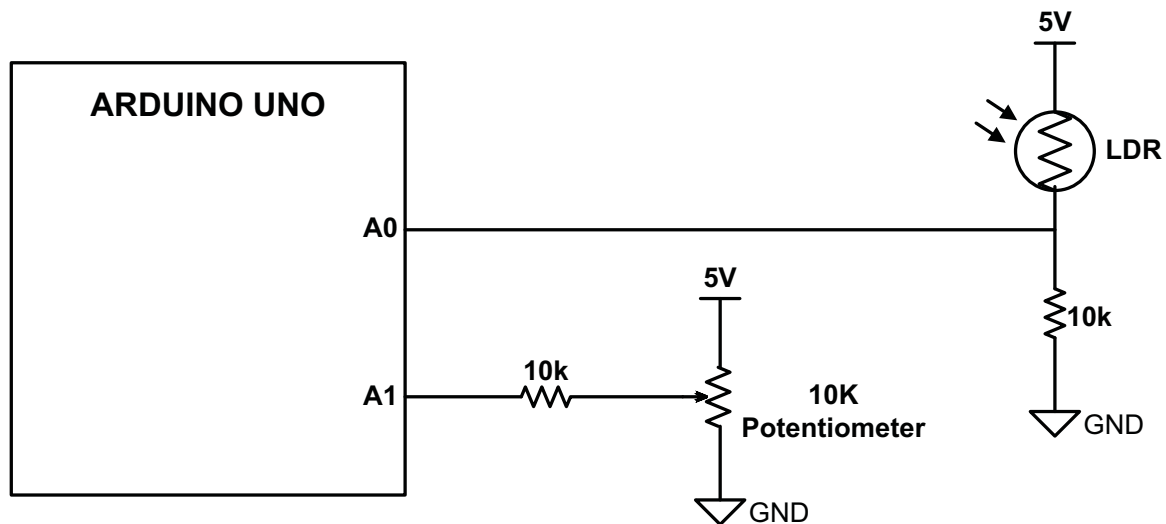 5V
ARDUINO UNO
LDR
A0
5V
10k
10k
A1
10K
Potentiometer
GND
GND